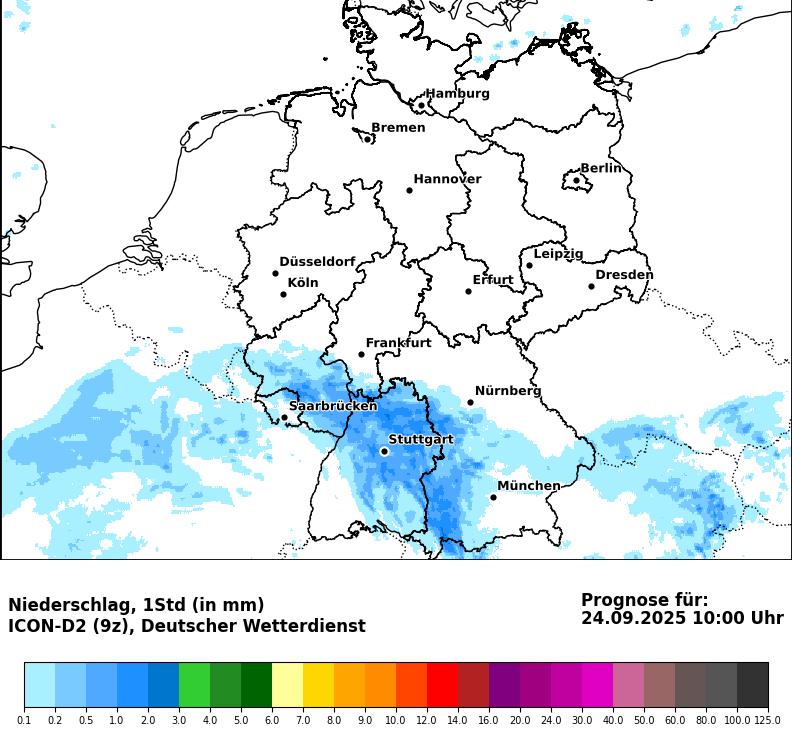 Hamburg
Bremen
Berlin
Hannover
Leipzig
Düsseldorf
Dresden
Köln
Erfurt
Frankfurt
Nürnberg
Saarbrücken
Stuttgart
München
Niederschlag, 1Std (in mm)
ICON-D2 (9z), Deutscher Wetterdienst
Prognose für:
24.09.2025 10:00 Uhr
0.1 0.2 0.5 1.0 2.0 3.0 4.0 5.0 6.0 7.0 8.0 9.0 10.0 12.0 14.0 16.0 20.0 24.0 30.0 40.0 50.0 60.0 80.0 100.0 125.0